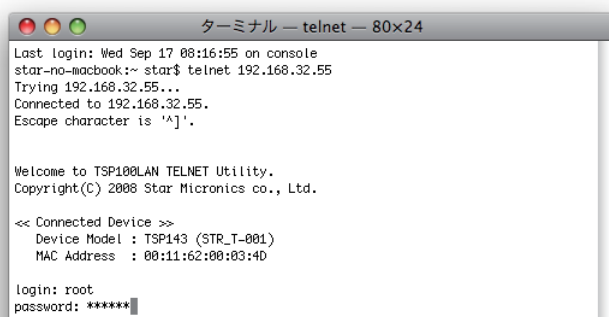 ターミナル — telnet — 80×24
Last login: Wed Sep 17 08:16:55 on console
star-no-macbook:~ star$ telnet 192.168.32.55
Trying 192.168.32.55...
Connected to 192.168.32.55.
Escape character is '^]'.
Welcome to TSP100LAN TELNET Utility.
Copyright(C) 2008 Star Micronics co., Ltd.
<< Connected Device >>
Device Model : TSP143 (STR_T-001)
MAC Address : 00:11:62:00:03:4D
login: root
password: ******